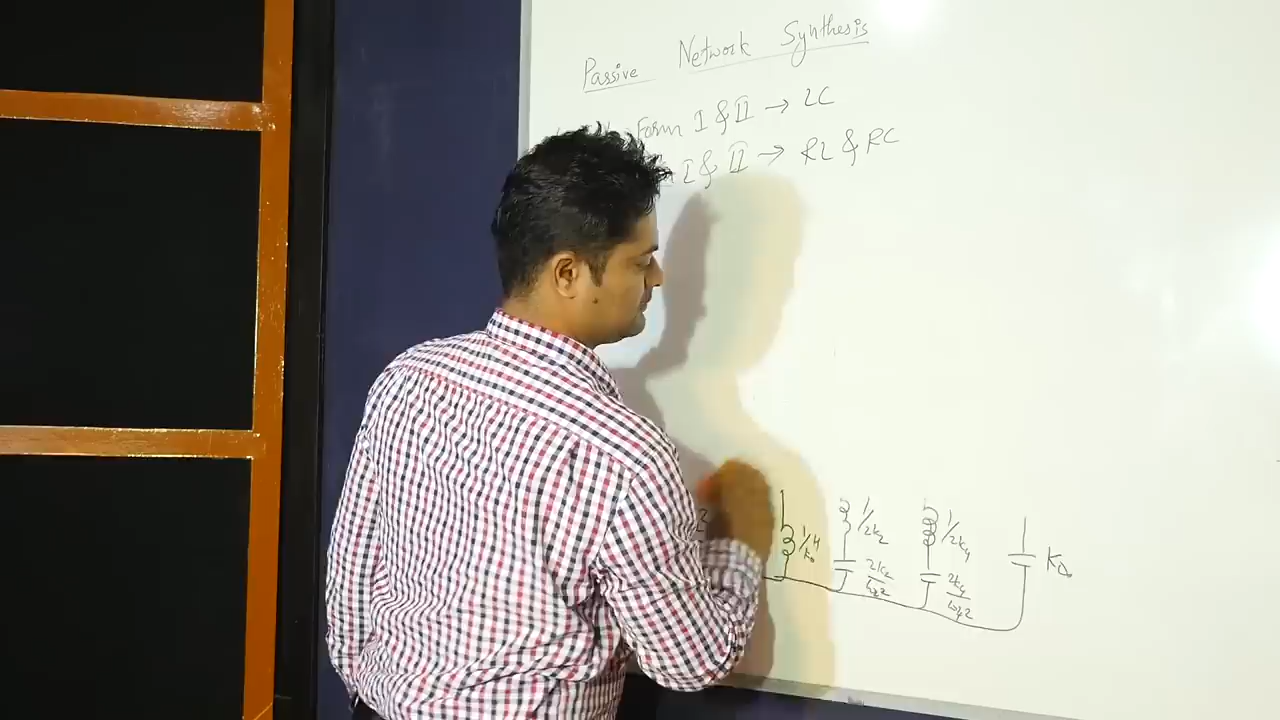 Passive Network Synthesis
Form I & II → LC
I & II → RL & RC
1/K₀ H
1/2K₂
2K₂/ω₂2
1/2K₄
2K₄/ω₄2
K∞